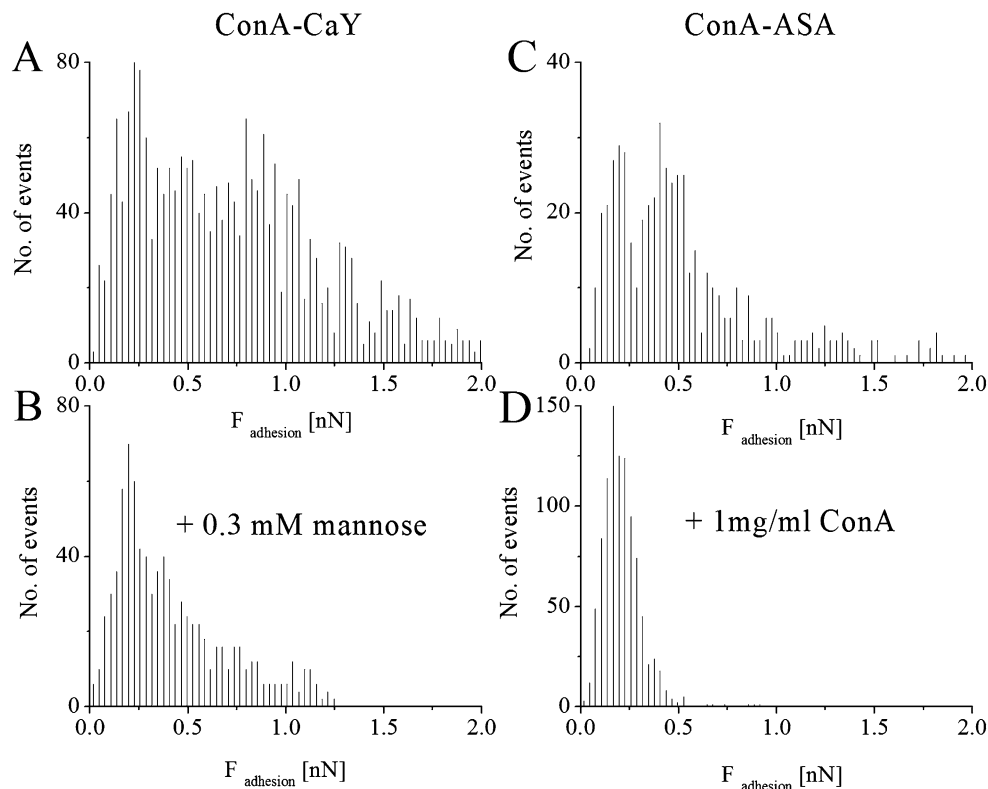 ConA-CaY
ConA-ASA
A
80
40
0
No. of events
0.0 0.5 1.0 1.5 2.0
F adhesion [nN]
C
40
20
0
No. of events
0.0 0.5 1.0 1.5 2.0
F adhesion [nN]
B
80
40
0
No. of events
+ 0.3 mM mannose
0.0 0.5 1.0 1.5 2.0
F adhesion [nN]
D
150
100
50
0
No. of events
+ 1mg/ml ConA
0.0 0.5 1.0 1.5 2.0
F adhesion [nN]